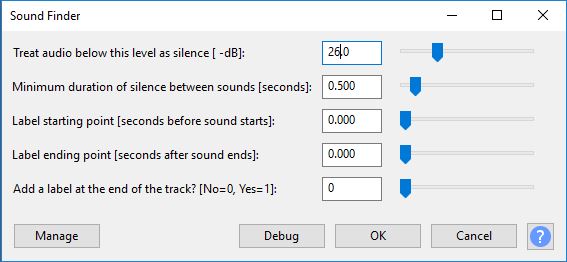 Sound Finder
Treat audio below this level as silence [ -dB]: 26.0
Minimum duration of silence between sounds [seconds]: 0.500
Label starting point [seconds before sound starts]: 0.000
Label ending point [seconds after sound ends]: 0.000
Add a label at the end of the track? [No=0, Yes=1]: 0
Manage Debug OK Cancel ?